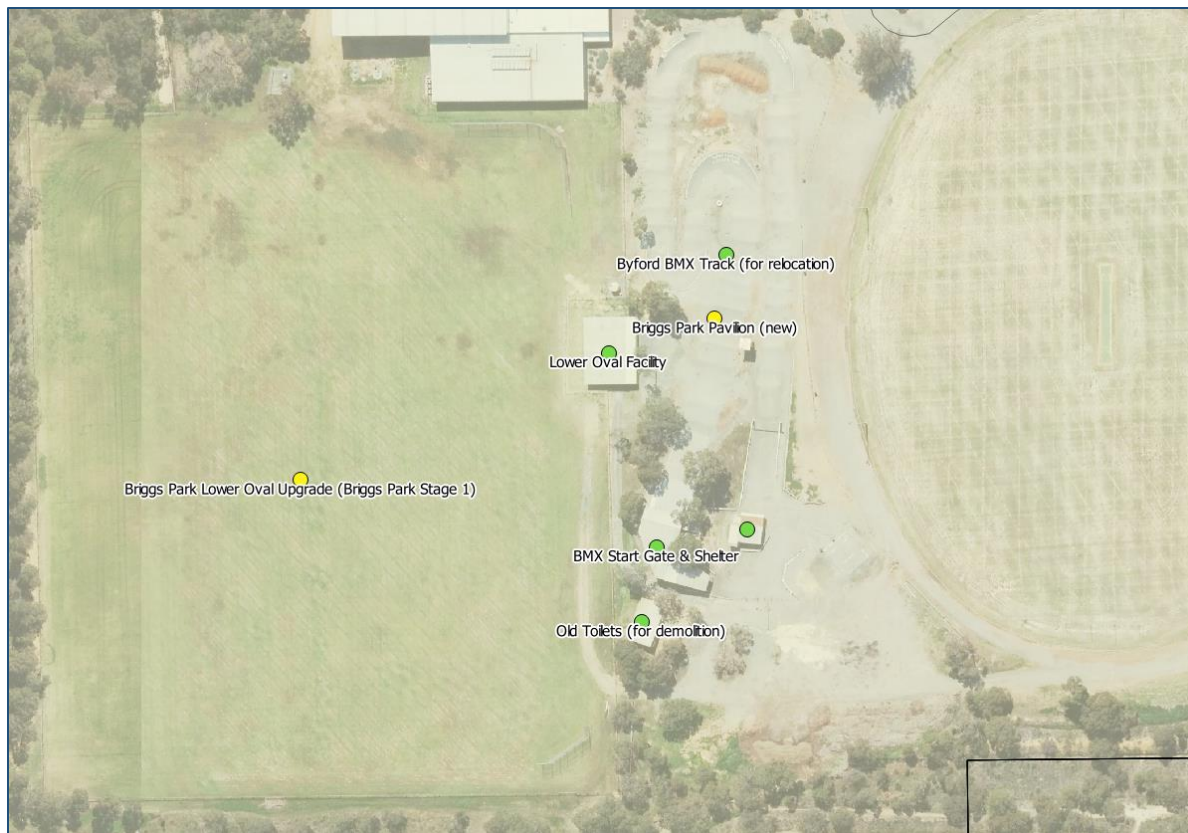 Byford BMX Track (for relocation)
Briggs Park Pavilion (new)
Lower Oval Facility
Briggs Park Lower Oval Upgrade (Briggs Park Stage 1)
BMX Start Gate & Shelter
Old Toilets (for demolition)